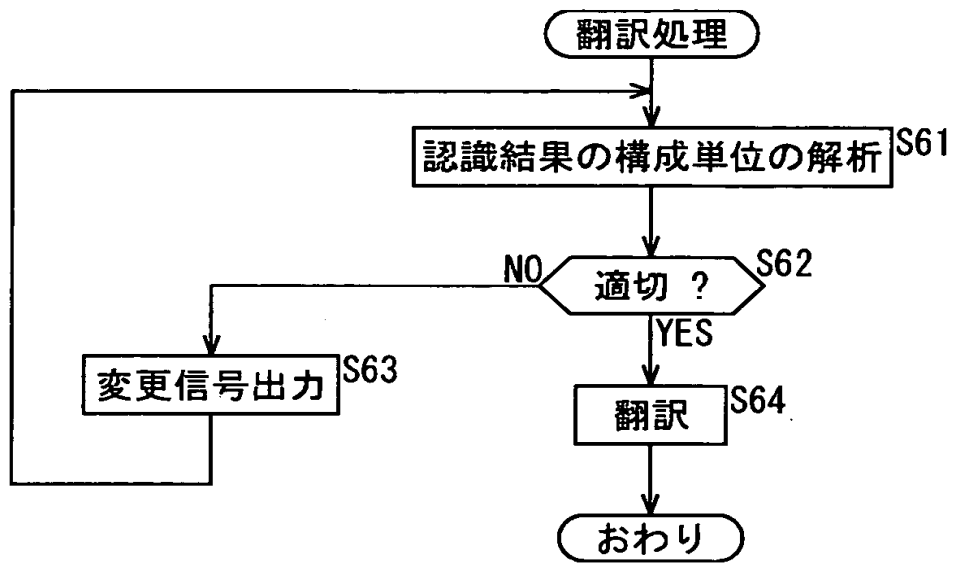 翻訳処理
認識結果の構成単位の解析
S61
適切 ?
S62
NO
YES
変更信号出力
S63
翻訳
S64
おわり